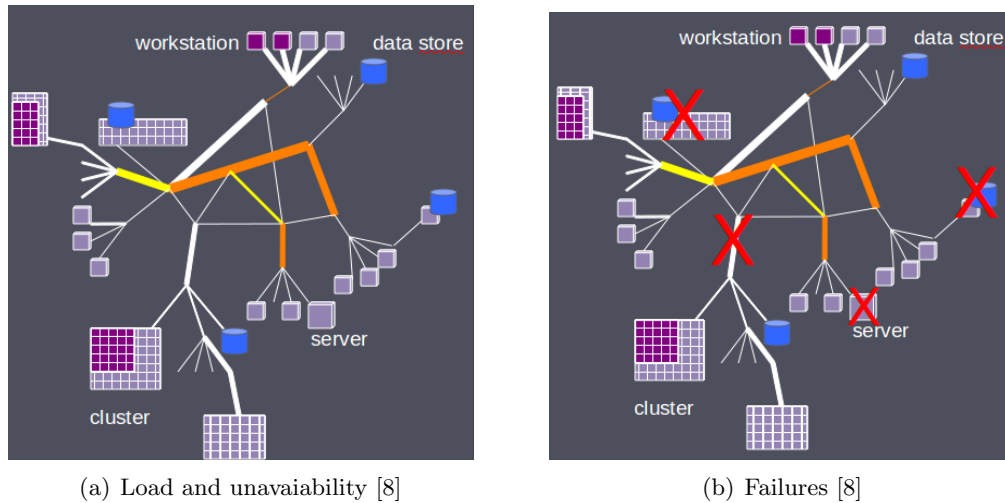 workstation data store
server
cluster
workstation data store
server
cluster
(a) Load and unavaiability [8]
(b) Failures [8]